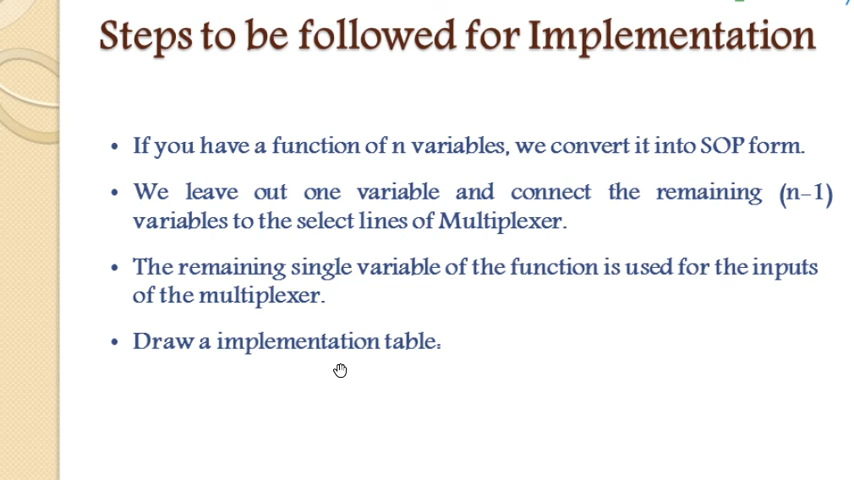 Steps to be followed for Implementation
• If you have a function of n variables, we convert it into SOP form.
• We leave out one variable and connect the remaining (n-1)
variables to the select lines of Multiplexer.
• The remaining single variable of the function is used for the inputs
of the multiplexer.
• Draw a implementation table: